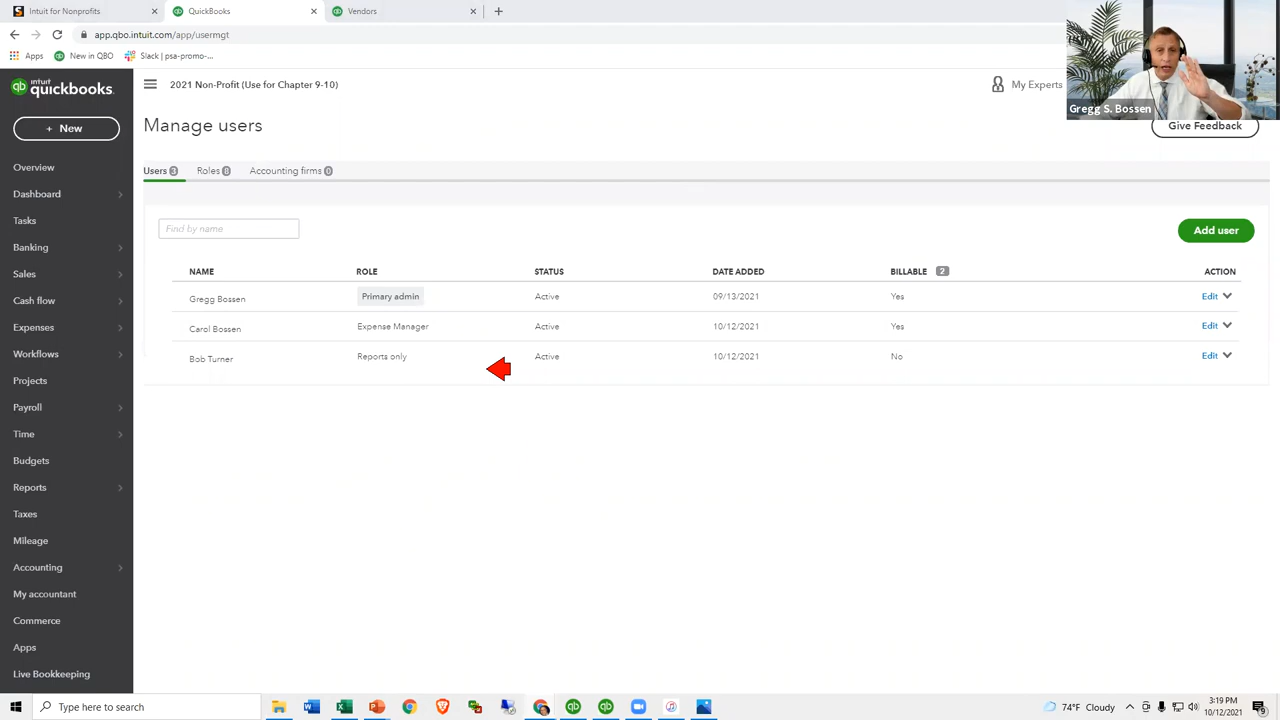 Intuit for Nonprofits
QuickBooks
Vendors
app.qbo.intuit.com/app/usermgt
Apps
New in QBO
Slack | psa-promo-...
intuit quickbooks.
2021 Non-Profit (Use for Chapter 9-10)
My Experts
Gregg S. Bossen
+ New
Manage users
Give Feedback
Overview
Dashboard
Tasks
Banking
Sales
Cash flow
Expenses
Workflows
Projects
Payroll
Time
Budgets
Reports
Taxes
Mileage
Accounting
My accountant
Commerce
Apps
Live Bookkeeping
Users 3
Roles 8
Accounting firms 0
Find by name
Add user
NAME ROLE STATUS DATE ADDED BILLABLE 2 ACTION
Gregg Bossen Primary admin Active 09/13/2021 Yes Edit
Carol Bossen Expense Manager Active 10/12/2021 Yes Edit
Bob Turner Reports only Active 10/12/2021 No Edit
Type here to search
74°F Cloudy
3:19 PM
10/12/2021